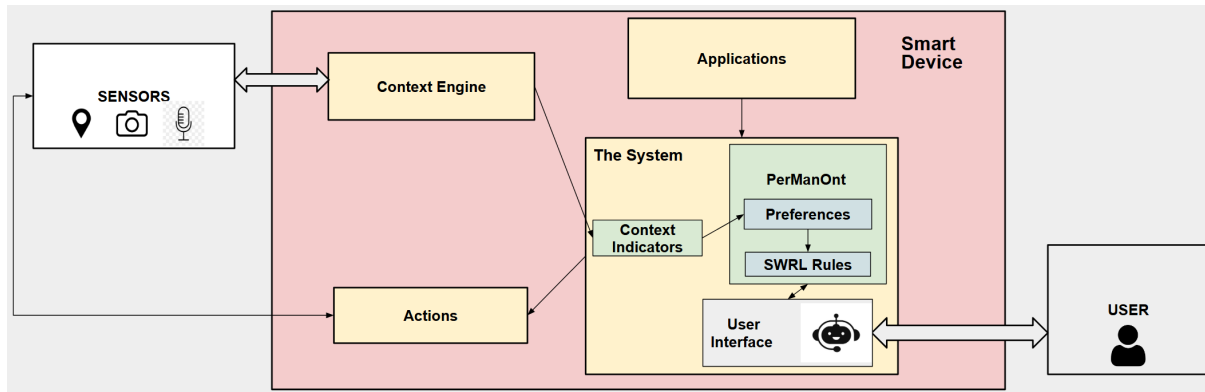 SENSORS
Context Engine
Applications
Smart
Device
The System
PerManOnt
Preferences
Context
Indicators
SWRL Rules
Actions
User
Interface
USER